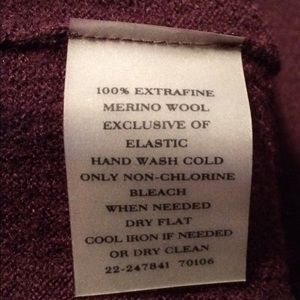 100% EXTRAFINE
MERINO WOOL
EXCLUSIVE OF
ELASTIC
HAND WASH COLD
ONLY NON-CHLORINE
BLEACH
WHEN NEEDED
DRY FLAT
COOL IRON IF NEEDED
OR DRY CLEAN
22-247841 70106